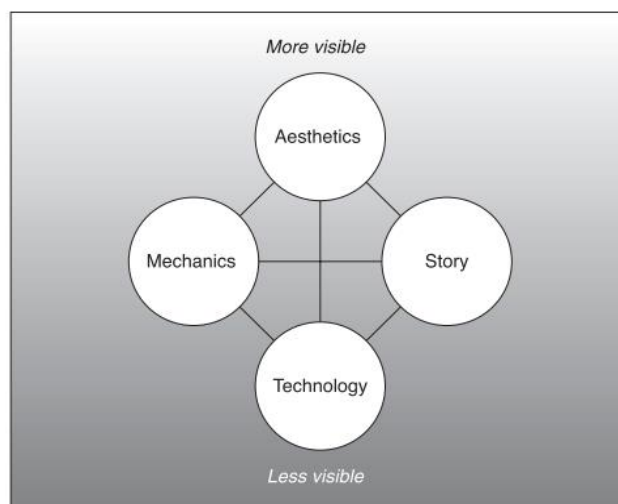 More visible
Aesthetics
Mechanics
Story
Technology
Less visible